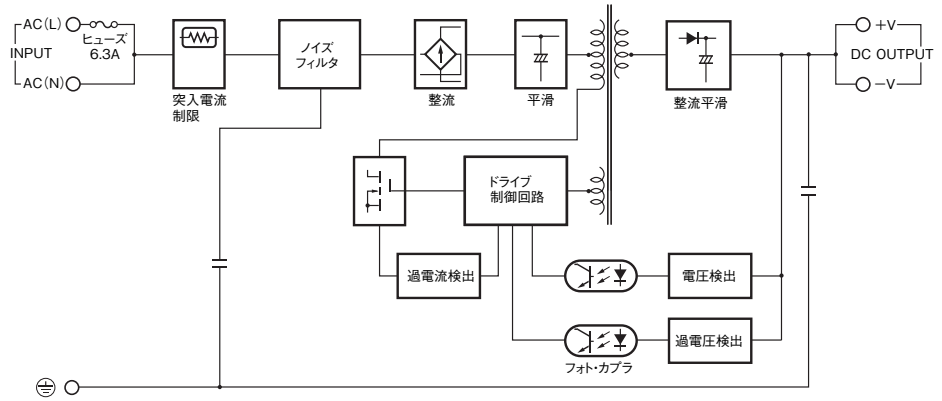 AC(L)
ヒューズ
6.3A
INPUT
AC(N)
突入電流
制限
ノイズ
フィルタ
整流
平滑
整流平滑
+V
DC OUTPUT
−V
ドライブ
制御回路
過電流検出
電圧検出
過電圧検出
フォト・カプラ